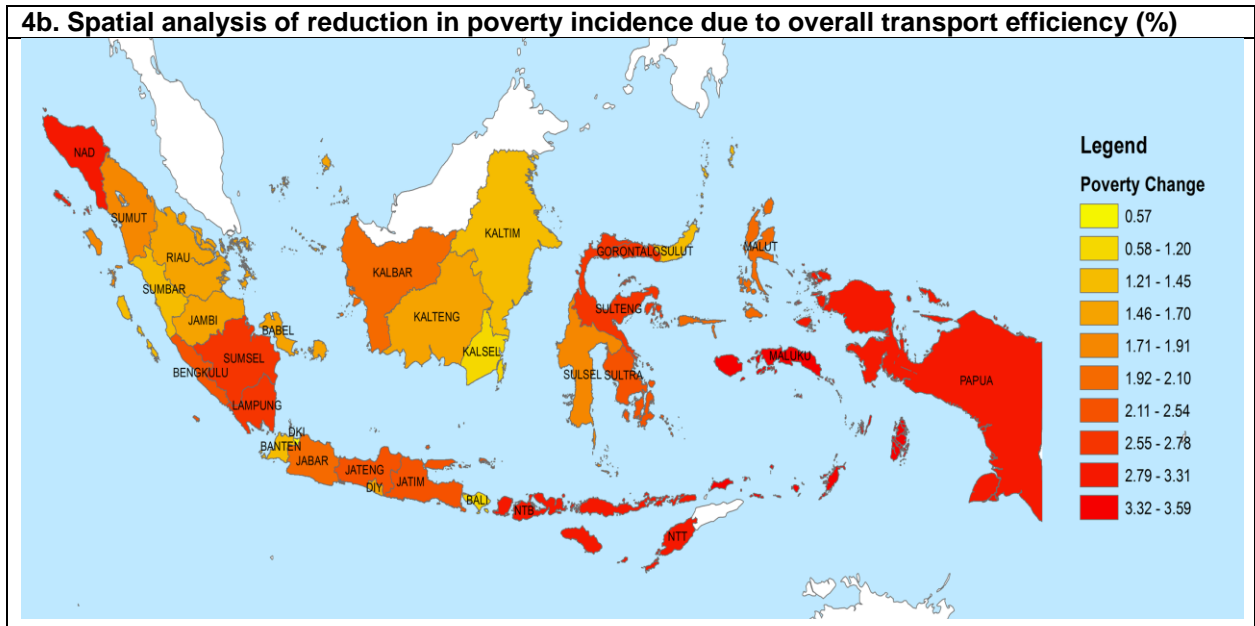 4b. Spatial analysis of reduction in poverty incidence due to overall transport efficiency (%)
NAD
SUMUT
RIAU
SUMBAR
JAMBI
BABEL
SUMSEL
BENGKULU
LAMPUNG
DKI
BANTEN
JABAR
JATENG
DIY
JATIM
BALI
NTB
NTT
KALBAR
KALTENG
KALTIM
KALSEL
GORONTALO
SULUT
SULTENG
SULSEL
SULTRA
MALUT
MALUKU
PAPUA
Legend
Poverty Change
0.57
0.58 - 1.20
1.21 - 1.45
1.46 - 1.70
1.71 - 1.91
1.92 - 2.10
2.11 - 2.54
2.55 - 2.78
2.79 - 3.31
3.32 - 3.59